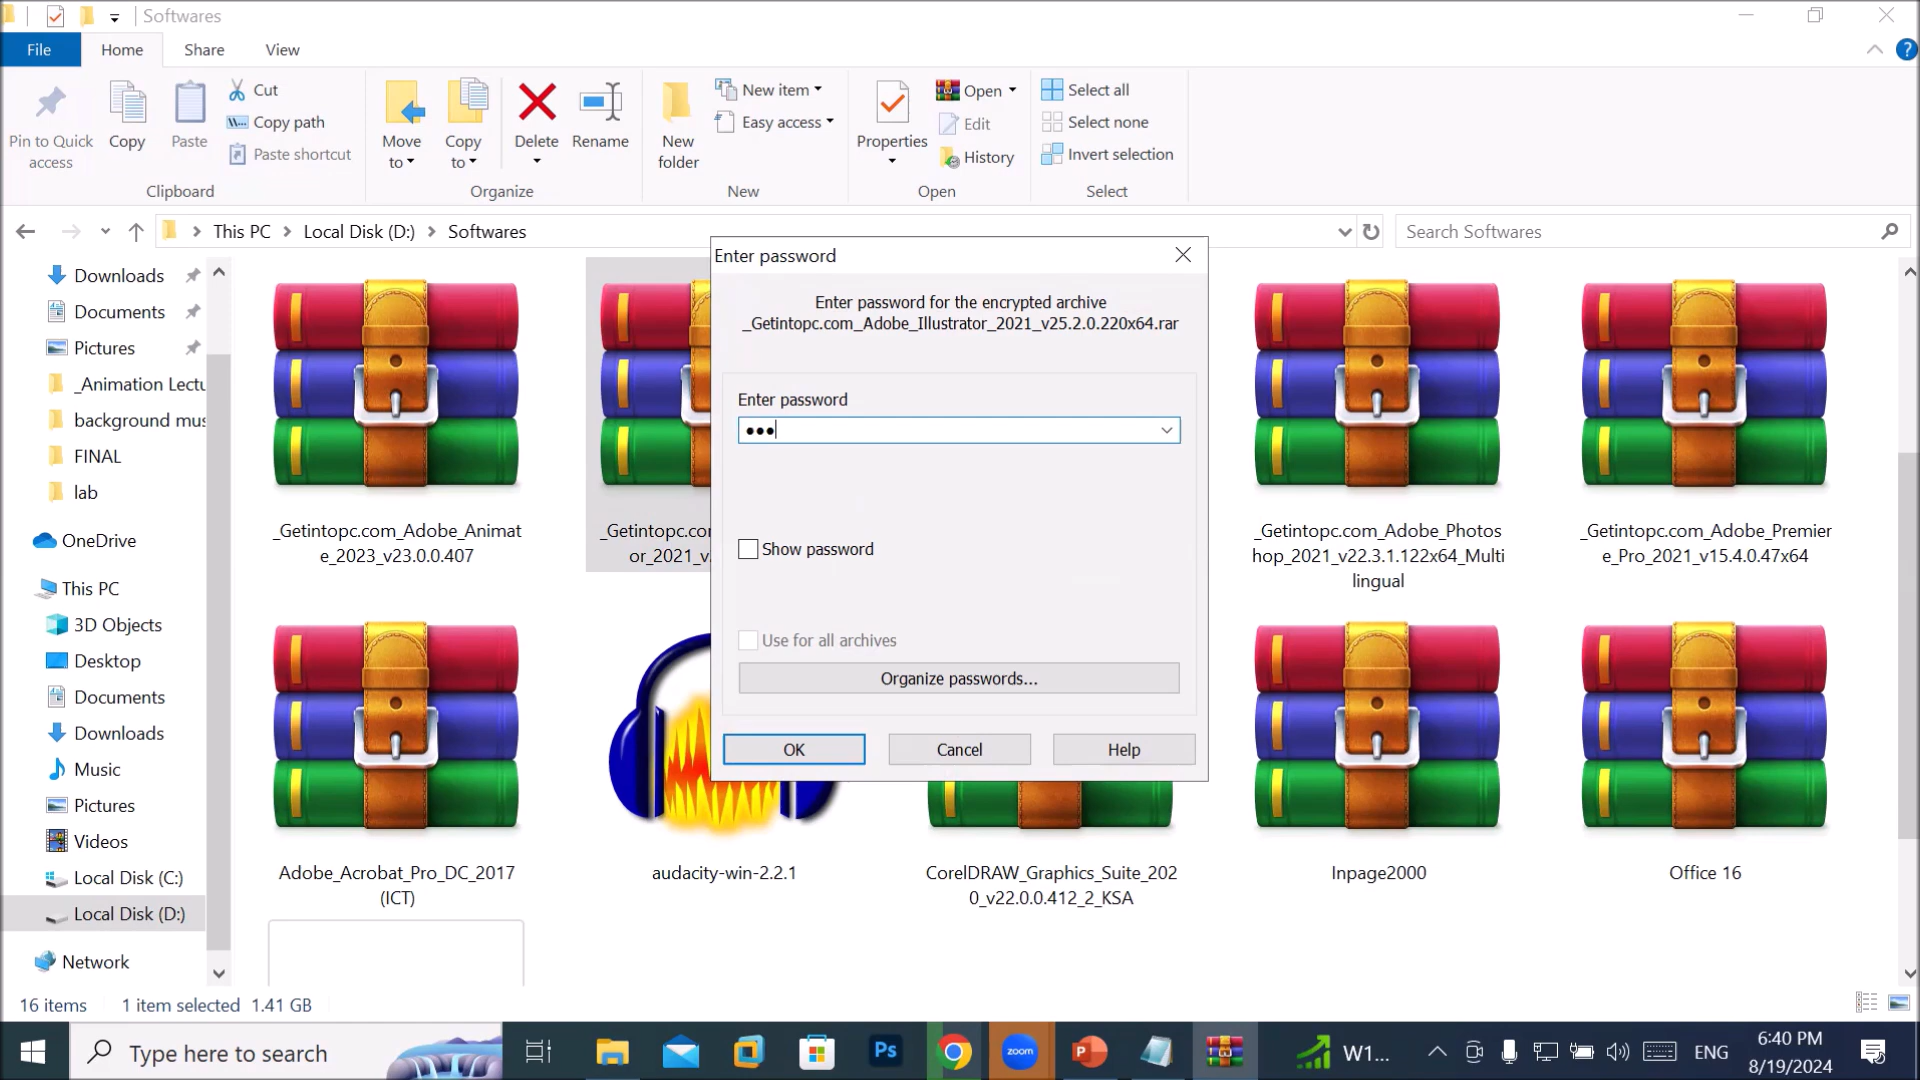 Softwares
File
Home
Share
View
Pin to Quick
access
Copy
Paste
Cut
Copy path
Paste shortcut
Clipboard
Move
to
Copy
to
Delete
Rename
Organize
New
folder
New item
Easy access
New
Properties
Open
Edit
History
Open
Select all
Select none
Invert selection
Select
This PC
Local Disk (D:)
Softwares
Search Softwares
Downloads
Documents
Pictures
_Animation Lectu
background mus
FINAL
lab
OneDrive
This PC
3D Objects
Desktop
Documents
Downloads
Music
Pictures
Videos
Local Disk (C:)
Local Disk (D:)
Network
_Getintopc.com_Adobe_Animat
e_2023_v23.0.0.407
_Getintopc.co
or_2021_v
_Getintopc.com_Adobe_Photos
hop_2021_v22.3.1.122x64_Multi
lingual
_Getintopc.com_Adobe_Premier
e_Pro_2021_v15.4.0.47x64
Adobe_Acrobat_Pro_DC_2017
(ICT)
audacity-win-2.2.1
CorelDRAW_Graphics_Suite_202
0_v22.0.0.412_2_KSA
Inpage2000
Office 16
Enter password
Enter password for the encrypted archive
_Getintopc.com_Adobe_Illustrator_2021_v25.2.0.220x64.rar
Enter password
Show password
Use for all archives
Organize passwords...
OK
Cancel
Help
16 items
1 item selected 1.41 GB
Type here to search
Ps
zoom
W1...
ENG
6:40 PM
8/19/2024